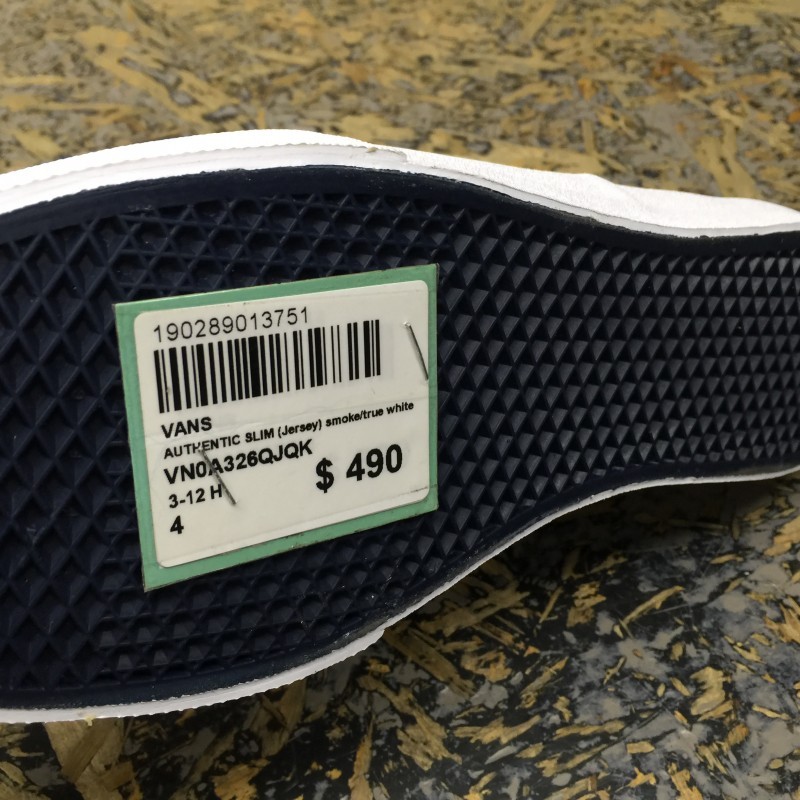 190289013751
VANS
AUTHENTIC SLIM (Jersey) smoke/true white
VN0A326QJQK
$ 490
3-12 H
4